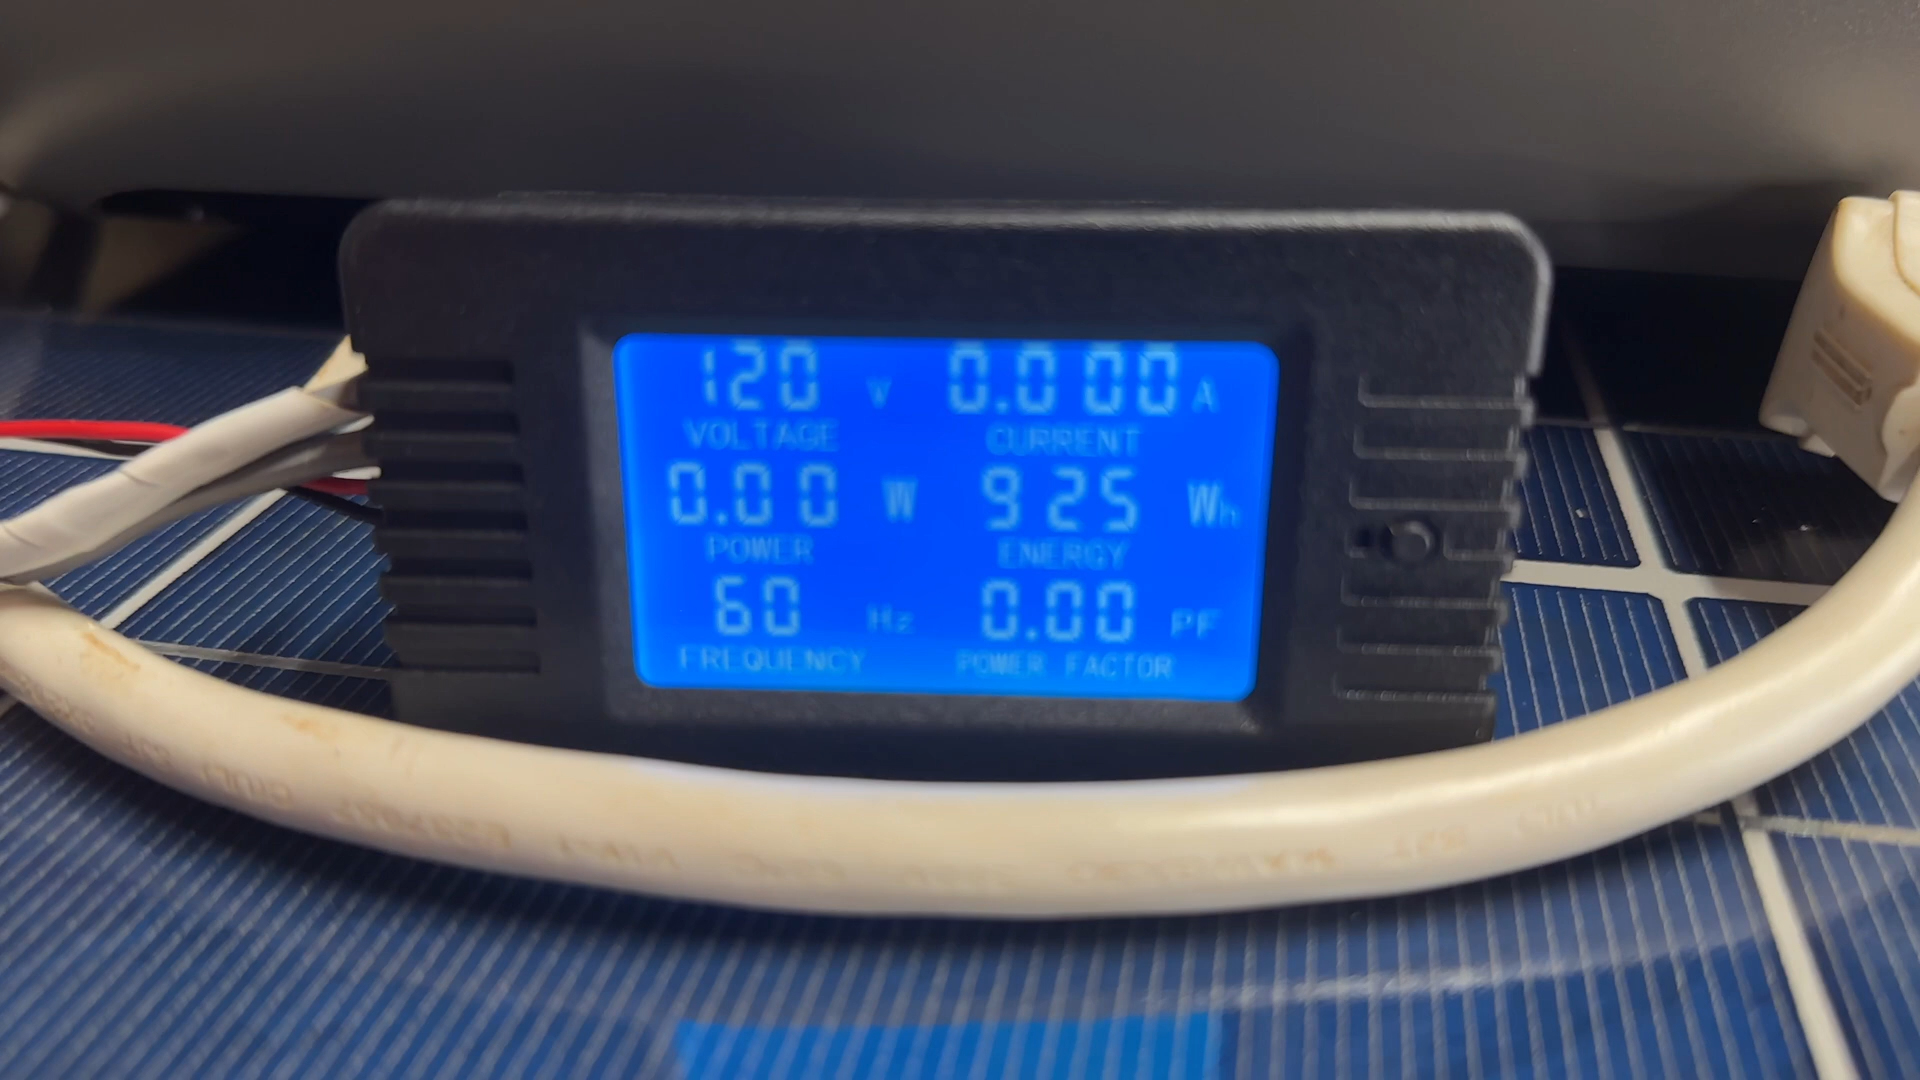 120 V 0.000 A
VOLTAGE CURRENT
0.00 W 925 Wh
POWER ENERGY
60 Hz 0.00 PF
FREQUENCY POWER FACTOR